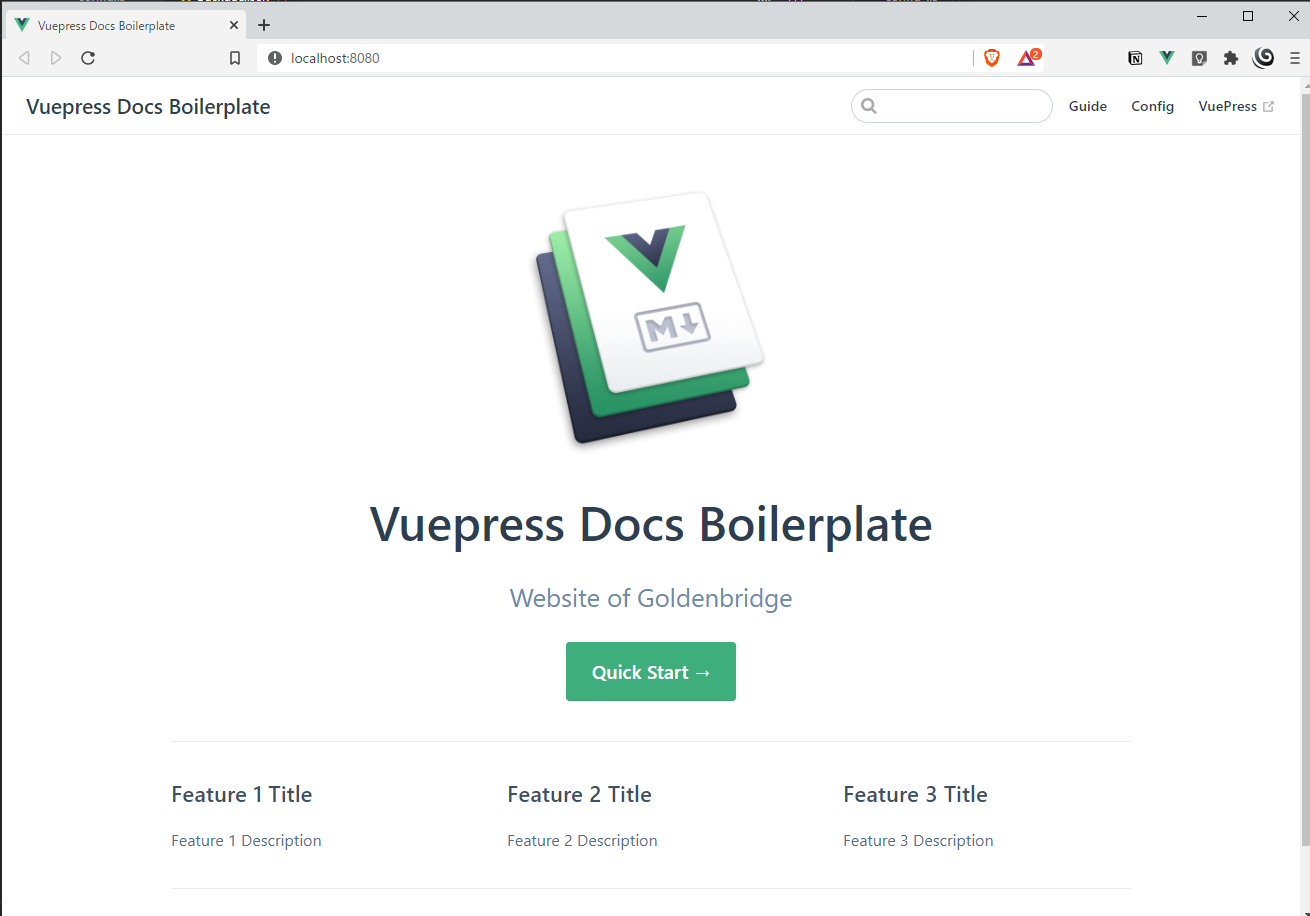 Vuepress Docs Boilerplate
localhost:8080
2
Vuepress Docs Boilerplate
Guide Config VuePress
M
Vuepress Docs Boilerplate
Website of Goldenbridge
Quick Start →
Feature 1 Title Feature 2 Title Feature 3 Title
Feature 1 Description Feature 2 Description Feature 3 Description